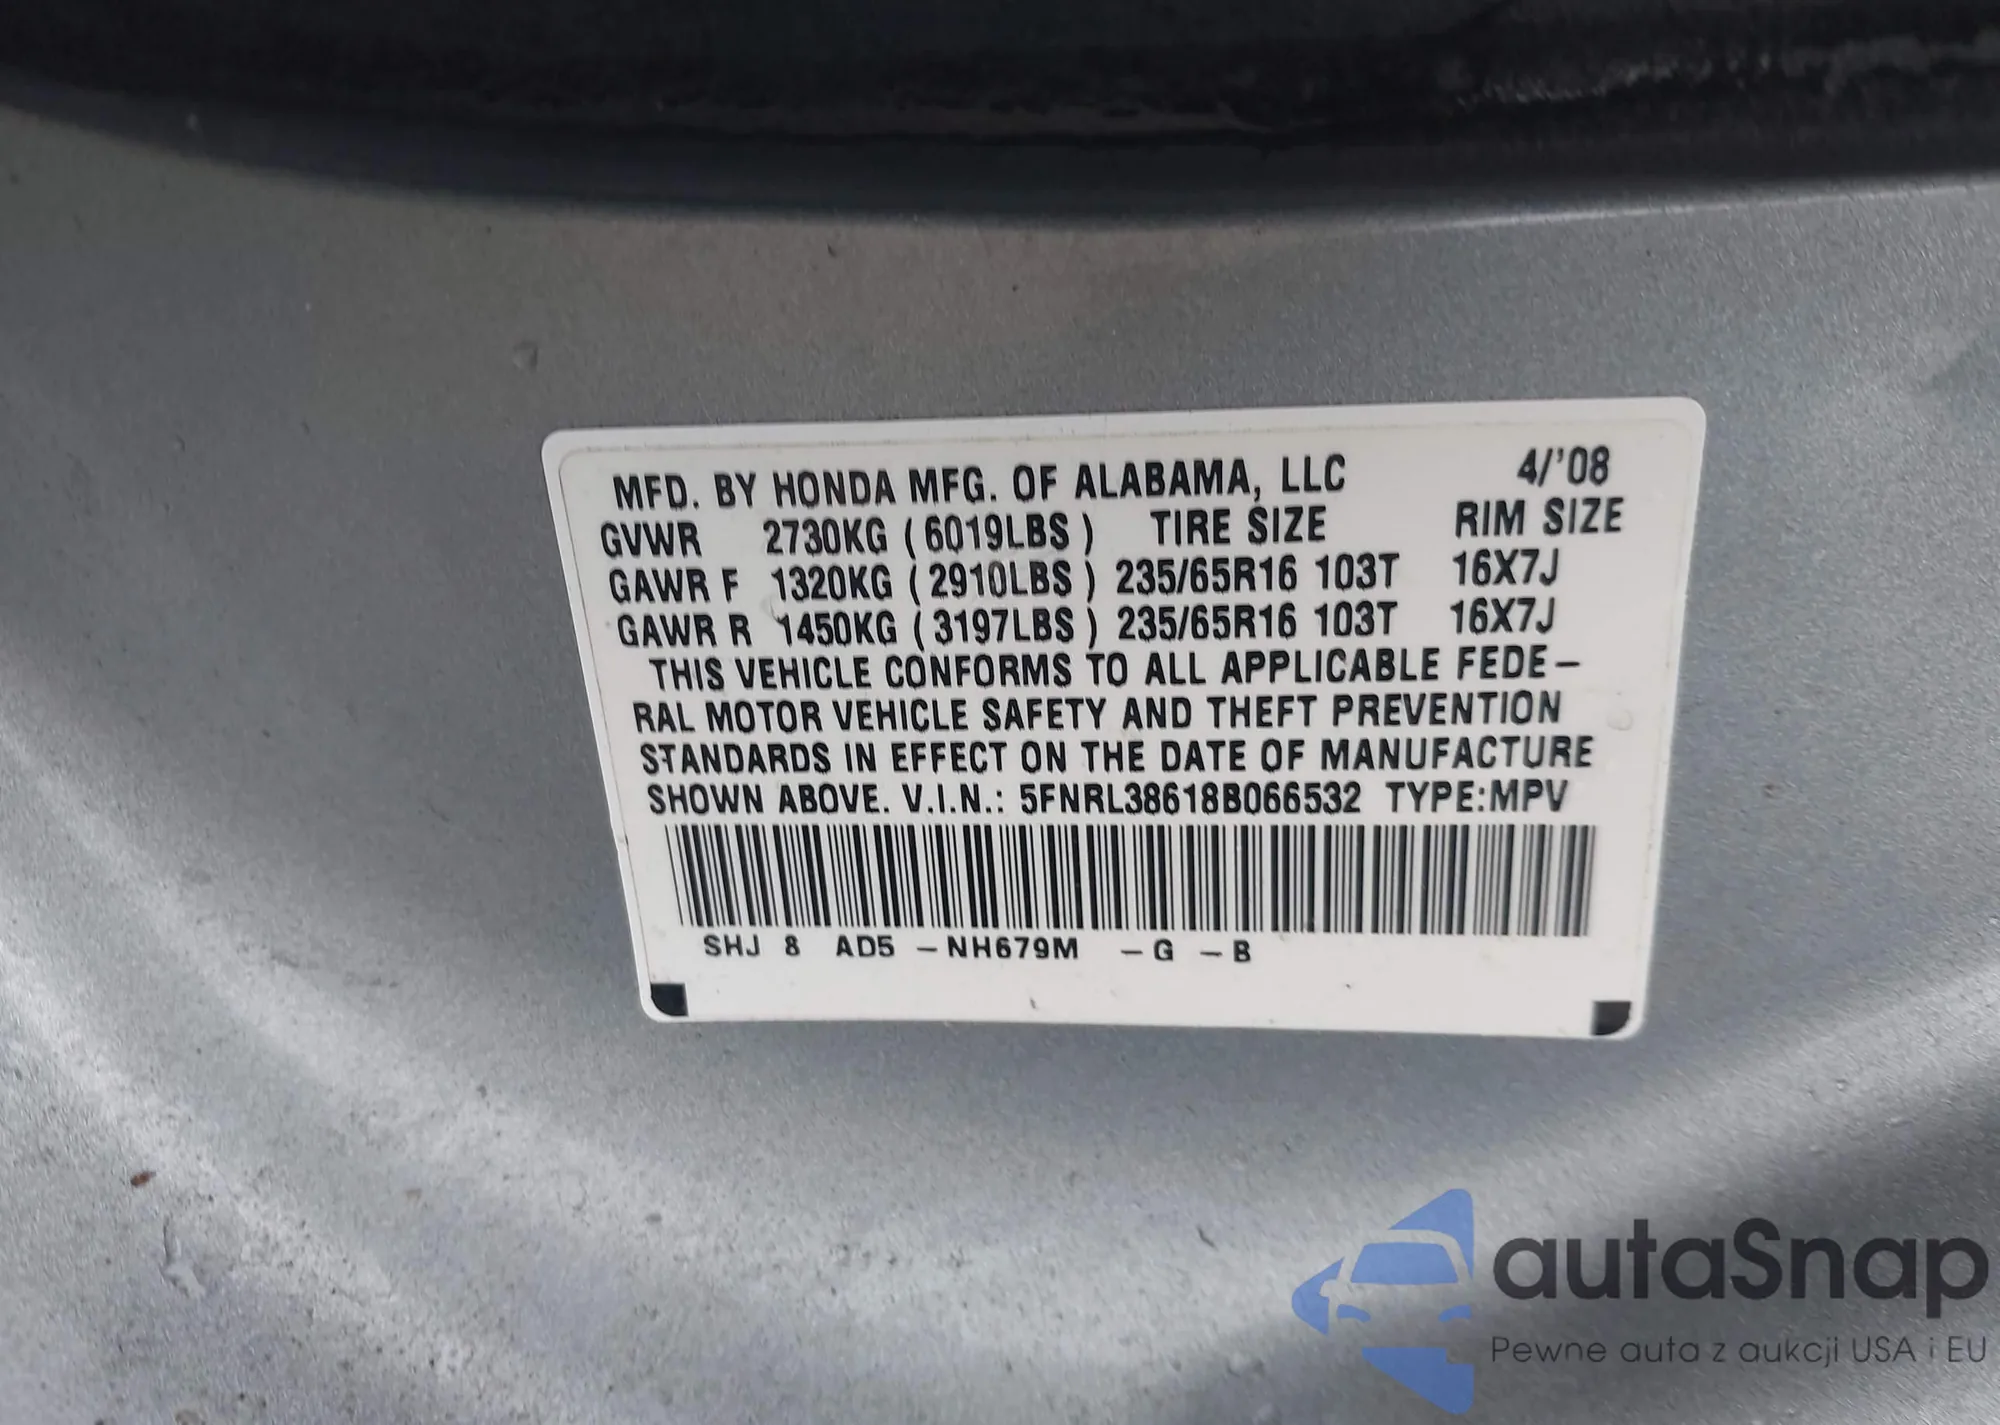 MFD. BY HONDA MFG. OF ALABAMA, LLC 4/'08
GVWR 2730KG ( 6019LBS ) TIRE SIZE RIM SIZE
GAWR F 1320KG ( 2910LBS ) 235/65R16 103T 16X7J
GAWR R 1450KG ( 3197LBS ) 235/65R16 103T 16X7J
THIS VEHICLE CONFORMS TO ALL APPLICABLE FEDE-
RAL MOTOR VEHICLE SAFETY AND THEFT PREVENTION
STANDARDS IN EFFECT ON THE DATE OF MANUFACTURE
SHOWN ABOVE. V.I.N.: 5FNRL38618B066532 TYPE:MPV
SHJ 8 AD5 -NH679M -G -B
autaSnap
Pewne auta z aukcji USA i EU